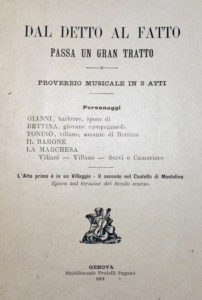 DAL DETTO AL FATTO
PASSA UN GRAN TRATTO
PROVERBIO MUSICALE IN 2 ATTI
Personaggi
GIANNI, barbiere, sposo di
BETTINA, giovane campagnuola
TONINO, villano, amante di Bettina
IL BARONE
LA MARCHESA
Villani — Villane — Servi e Cameriere
L'Atto primo è in un Villaggio - Il secondo nel Castello di Montolino
Epoca sul termine del Secolo scorso.
GENOVA
Stabilimento Fratelli Pagano